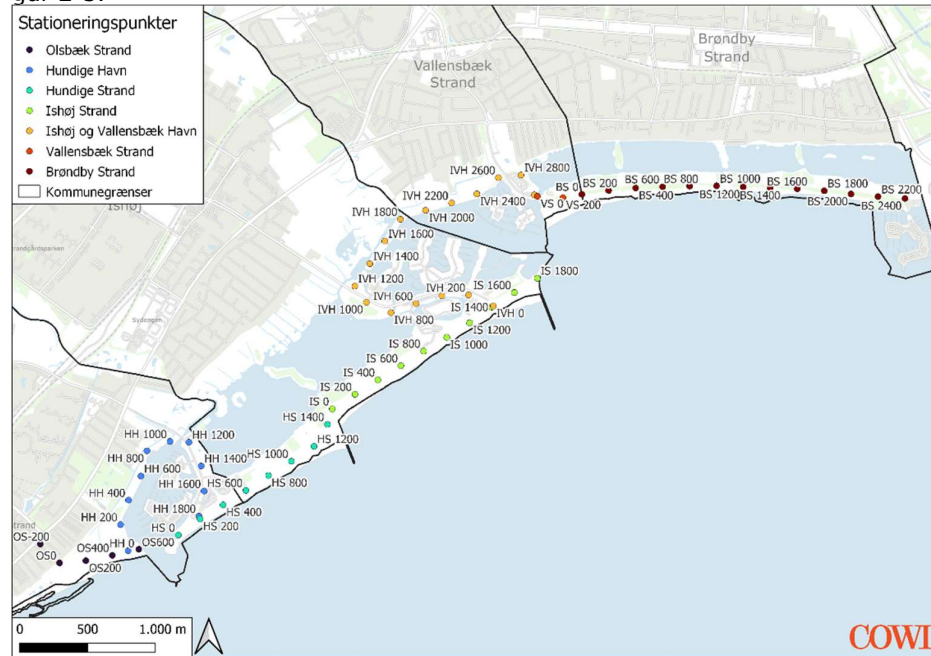 Stationeringspunkter
Olsbæk Strand
Hundige Havn
Hundige Strand
Ishøj Strand
Ishøj og Vallensbæk Havn
Vallensbæk Strand
Brøndby Strand
Kommunegrænser
Brøndby
Strand
Vallensbæk
Strand
Ishøj
IVH 2600
IVH 2800
IVH 2200
IVH 2400
IVH 2000
IVH 1800
IVH 1600
IVH 1400
IVH 1200
IVH 1000
IVH 600
IVH 800
IVH 200
IVH 0
VS 0
VS 200
BS 0
BS 200
BS 600
BS 400
BS 800
BS 1000
BS 1200
BS 1400
BS 1600
BS 1800
BS 2000
BS 2200
BS 2400
IS 1800
IS 1600
IS 1400
IS 1200
IS 1000
IS 800
IS 600
IS 400
IS 200
IS 0
HS 1400
HS 1200
HS 1000
HS 800
HS 600
HS 400
HS 200
HS 0
HH 1000
HH 1200
HH 800
HH 1400
HH 600
HH 1600
HH 400
HH 1800
HH 200
HH 0
strand
OS-200
OS0
OS200
OS400
OS600
Sydengen
0 500 1.000 m
COWI